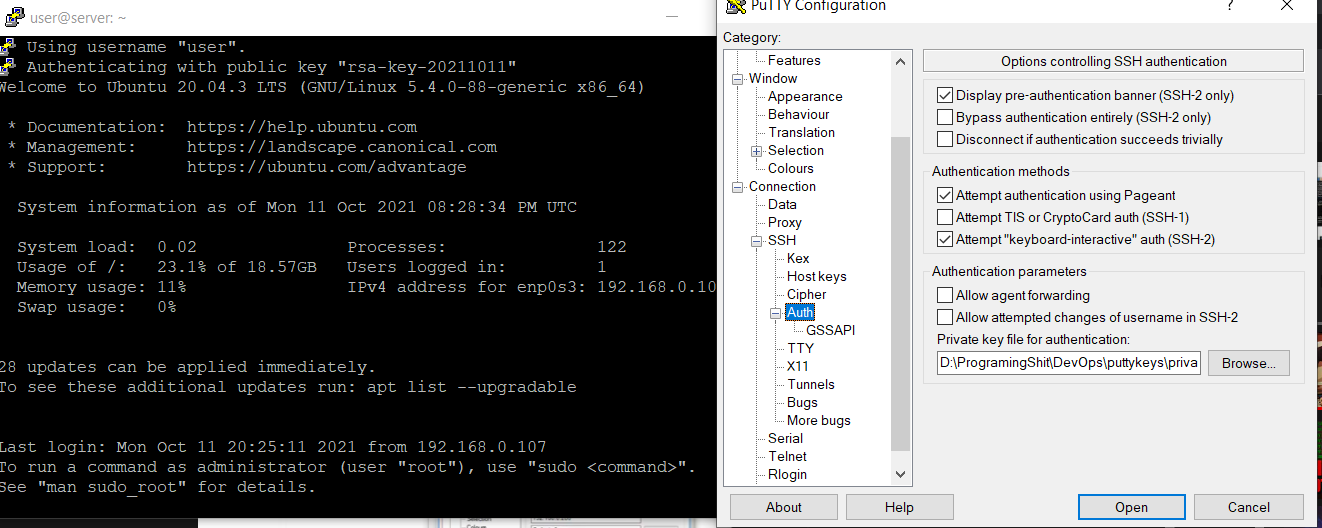 user@server: ~
Using username "user".
Authenticating with public key "rsa-key-20211011"
Welcome to Ubuntu 20.04.3 LTS (GNU/Linux 5.4.0-88-generic x86_64)
* Documentation: https://help.ubuntu.com
* Management: https://landscape.canonical.com
* Support: https://ubuntu.com/advantage
System information as of Mon 11 Oct 2021 08:28:34 PM UTC
System load: 0.02 Processes: 122
Usage of /: 23.1% of 18.57GB Users logged in: 1
Memory usage: 11% IPv4 address for enp0s3: 192.168.0.10
Swap usage: 0%
28 updates can be applied immediately.
To see these additional updates run: apt list --upgradable
Last login: Mon Oct 11 20:25:11 2021 from 192.168.0.107
To run a command as administrator (user "root"), use "sudo <command>".
See "man sudo_root" for details.
PuTTY Configuration
?
Category:
Features
Window
Appearance
Behaviour
Translation
Selection
Colours
Connection
Data
Proxy
SSH
Kex
Host keys
Cipher
Auth
GSSAPI
TTY
X11
Tunnels
Bugs
More bugs
Serial
Telnet
Rlogin
Options controlling SSH authentication
Display pre-authentication banner (SSH-2 only)
Bypass authentication entirely (SSH-2 only)
Disconnect if authentication succeeds trivially
Authentication methods
Attempt authentication using Pageant
Attempt TIS or CryptoCard auth (SSH-1)
Attempt "keyboard-interactive" auth (SSH-2)
Authentication parameters
Allow agent forwarding
Allow attempted changes of username in SSH-2
Private key file for authentication:
D:\ProgramingShit\DevOps\puttykeys\priva
Browse...
About
Help
Open
Cancel